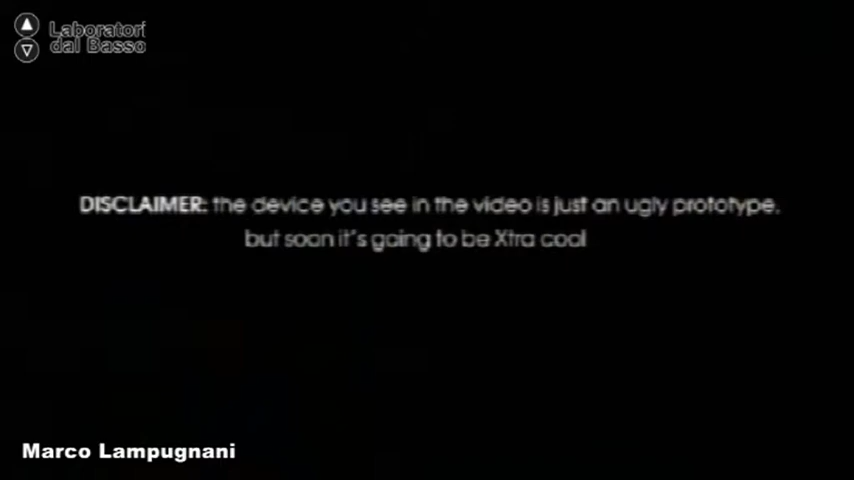 Laboratori
dal Basso
DISCLAIMER: the device you see in the video is just an ugly prototype,
but soon it's going to be Xtra cool
Marco Lampugnani